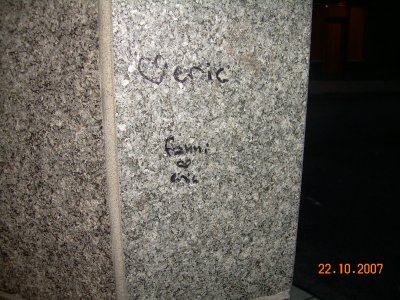 ♡ eric
fanni
♡
eric
22.10.2007